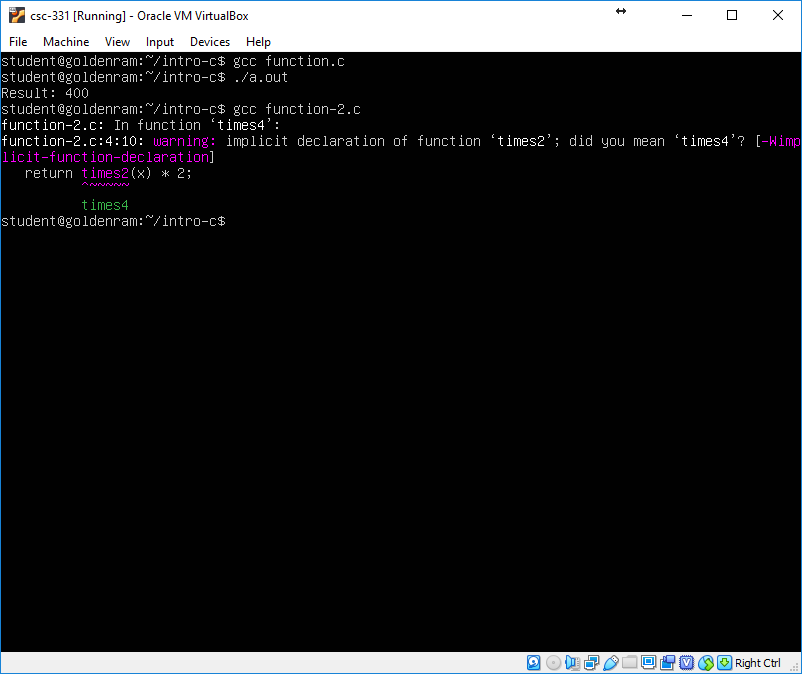 csc-331 [Running] - Oracle VM VirtualBox
File Machine View Input Devices Help
student@goldenram:~/intro-c$ gcc function.c
student@goldenram:~/intro-c$ ./a.out
Result: 400
student@goldenram:~/intro-c$ gcc function-2.c
function-2.c: In function ‘times4’:
function-2.c:4:10: warning: implicit declaration of function ‘times2’; did you mean ‘times4’? [-Wimp
licit-function-declaration]
   return times2(x) * 2;
          ^~~~~~
          times4
student@goldenram:~/intro-c$
Right Ctrl